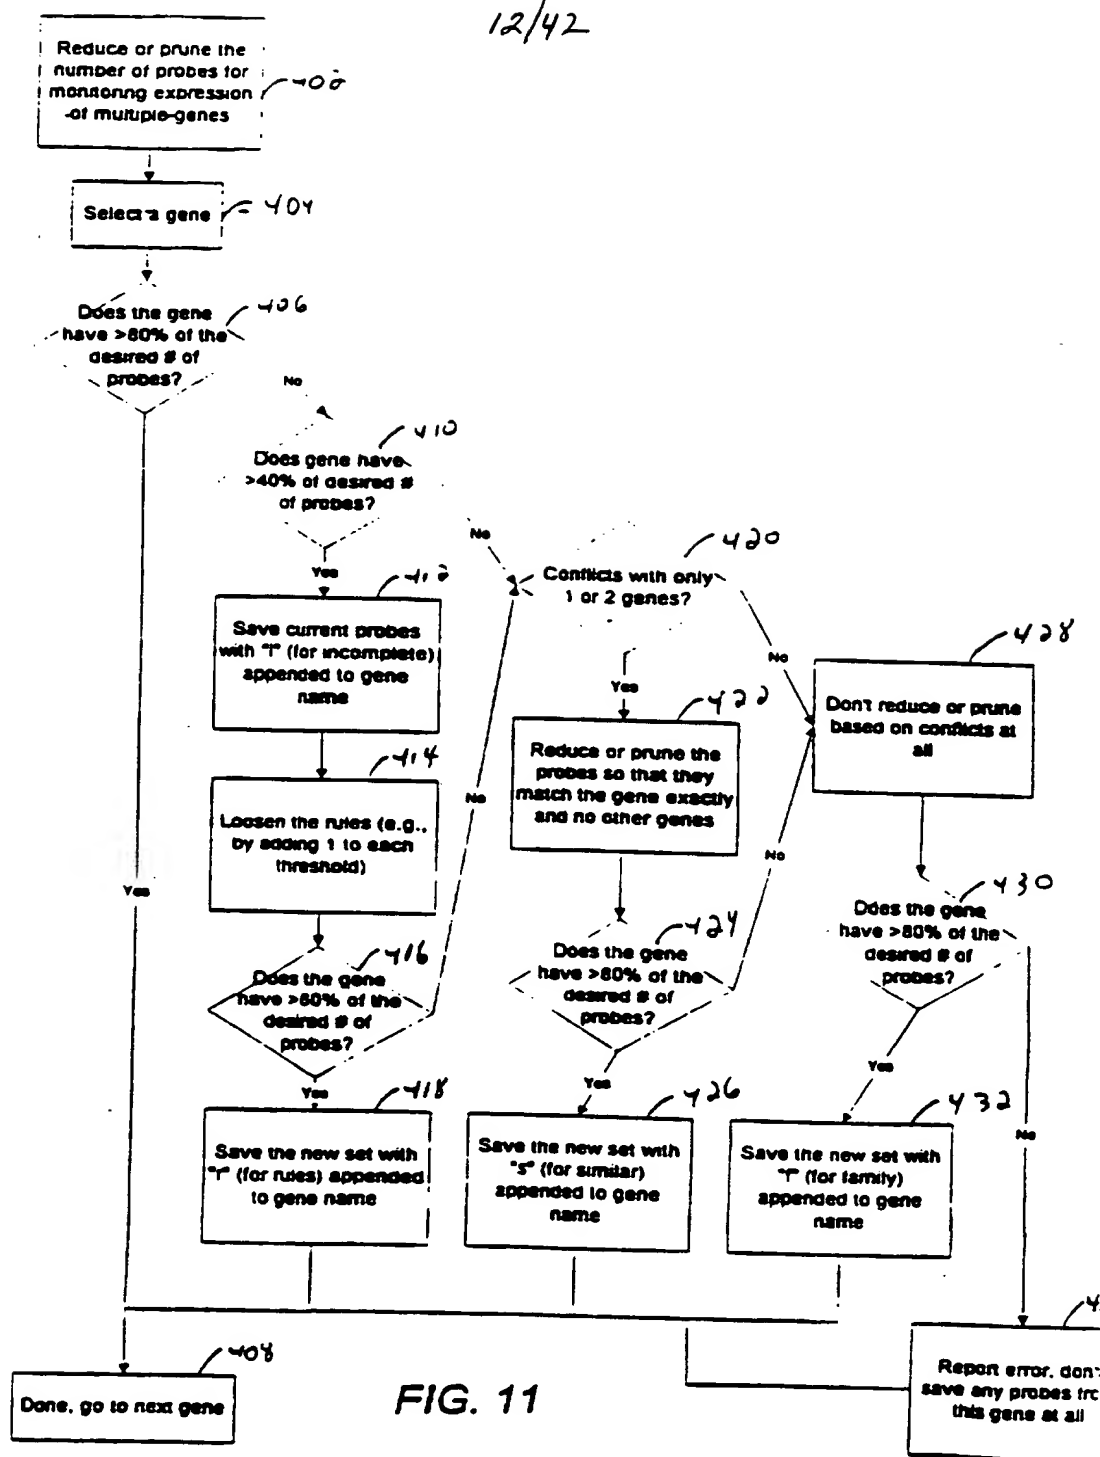 12/42
Reduce or prune the
number of probes for
monitoring expression
of multiple genes
402
Select a gene
404
Does the gene
have >80% of the
desired # of
probes?
406
No
Does gene have
>40% of desired #
of probes?
410
No
Yes
412
Save current probes
with "i" (for incomplete)
appended to gene
name
414
Loosen the rules (e.g.,
by adding 1 to each
threshold)
416
Does the gene
have >80% of the
desired # of
probes?
No
Yes
418
Save the new set with
"r" (for rules) appended
to gene name
420
Conflicts with only
1 or 2 genes?
No
Yes
422
Reduce or prune the
probes so that they
match the gene exactly
and no other genes
No
424
Does the gene
have >80% of the
desired # of
probes?
Yes
426
Save the new set with
"s" (for similar)
appended to gene
name
428
Don't reduce or prune
based on conflicts at
all
430
Does the gene
have >80% of the
desired # of
probes?
Yes
No
432
Save the new set with
"f" (for family)
appended to gene
name
Yes
408
Done, go to next gene
Report error, don't
save any probes
this gene at all
FIG. 11